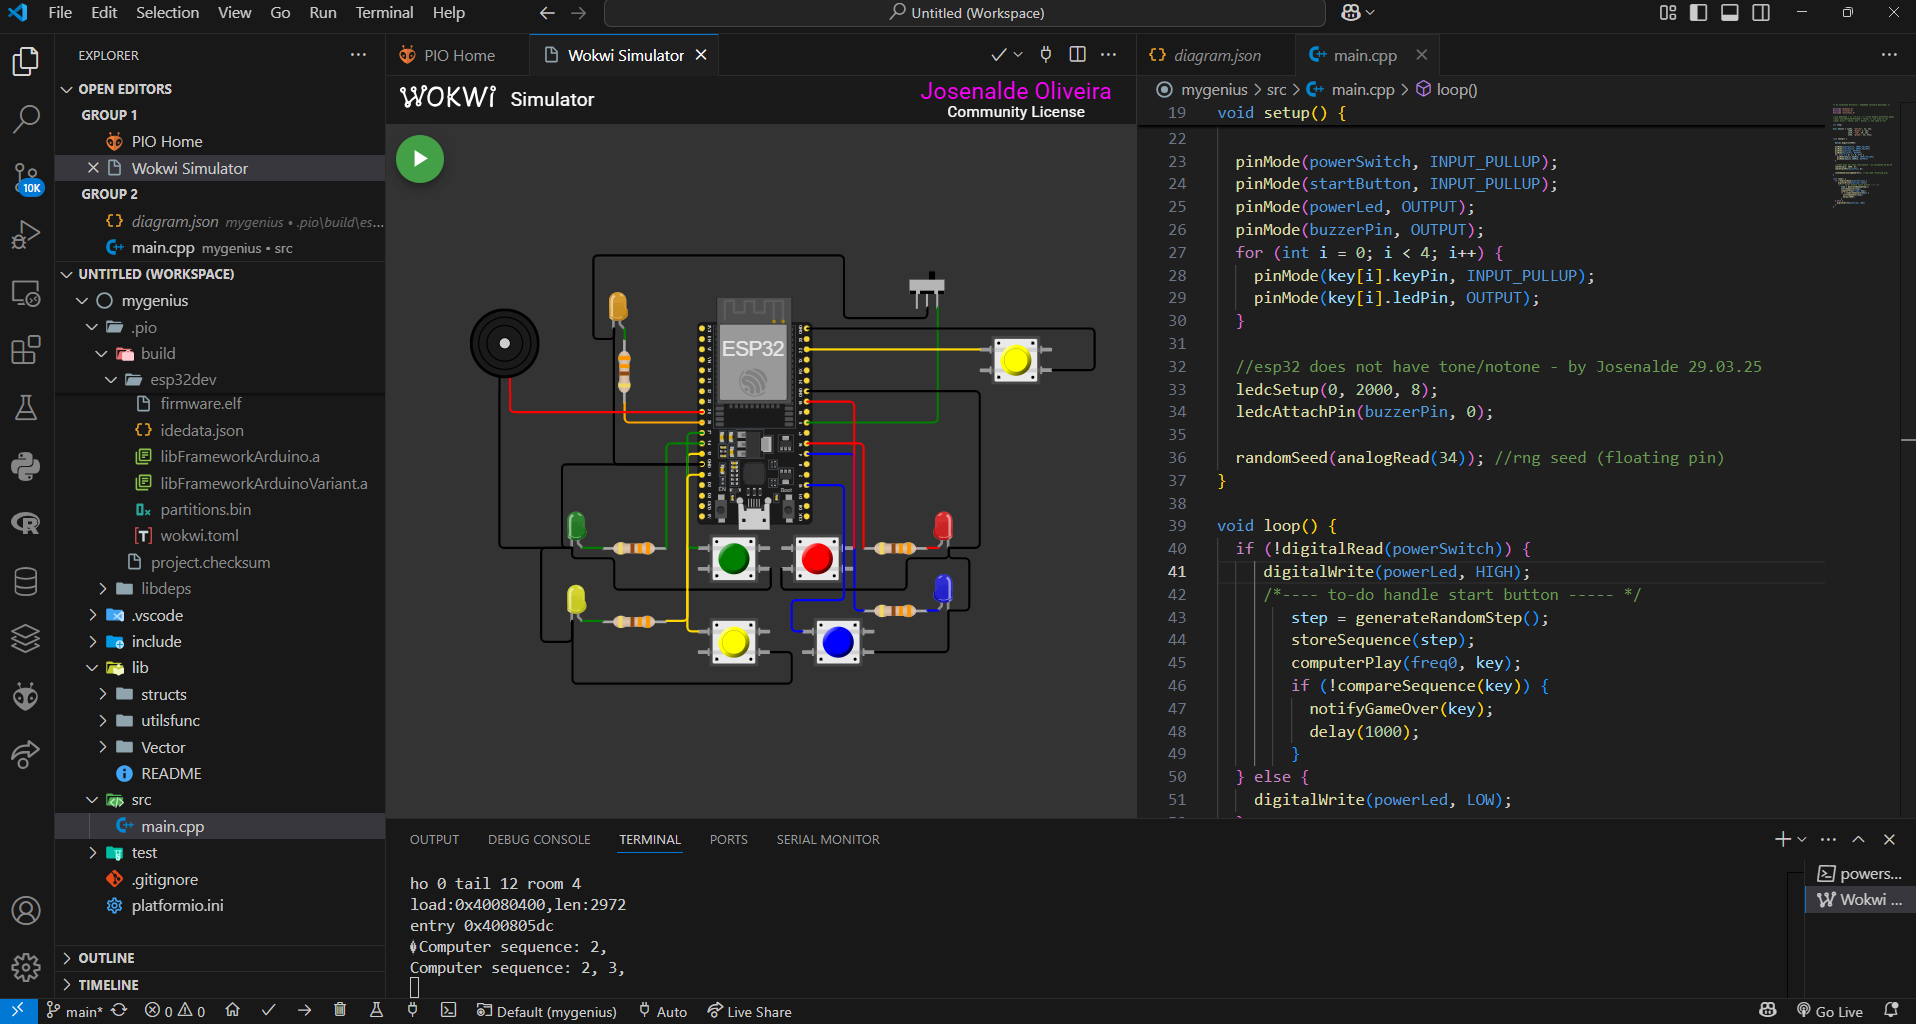 File Edit Selection View Go Run Terminal Help
Untitled (Workspace)
EXPLORER
OPEN EDITORS
GROUP 1
PIO Home
Wokwi Simulator
GROUP 2
diagram.json mygenius • .pio\build\es...
main.cpp mygenius • src
UNTITLED (WORKSPACE)
mygenius
.pio
build
esp32dev
firmware.elf
idedata.json
libFrameworkArduino.a
libFrameworkArduinoVariant.a
partitions.bin
wokwi.toml
project.checksum
libdeps
.vscode
include
lib
structs
utilsfunc
Vector
README
src
main.cpp
test
.gitignore
platformio.ini
OUTLINE
TIMELINE
10K
PIO Home
Wokwi Simulator
WOKWI Simulator
Josenalde Oliveira
Community License
ESP32
diagram.json
main.cpp
mygenius > src > main.cpp > loop()
19 void setup() {
22
23 pinMode(powerSwitch, INPUT_PULLUP);
24 pinMode(startButton, INPUT_PULLUP);
25 pinMode(powerLed, OUTPUT);
26 pinMode(buzzerPin, OUTPUT);
27 for (int i = 0; i < 4; i++) {
28 pinMode(key[i].keyPin, INPUT_PULLUP);
29 pinMode(key[i].ledPin, OUTPUT);
30 }
31
32 //esp32 does not have tone/notone - by Josenalde 29.03.25
33 ledcSetup(0, 2000, 8);
34 ledcAttachPin(buzzerPin, 0);
35
36 randomSeed(analogRead(34)); //rng seed (floating pin)
37 }
38
39 void loop() {
40 if (!digitalRead(powerSwitch)) {
41 digitalWrite(powerLed, HIGH);
42 /*---- to-do handle start button ----- */
43 step = generateRandomStep();
44 storeSequence(step);
45 computerPlay(freq0, key);
46 if (!compareSequence(key)) {
47 notifyGameOver(key);
48 delay(1000);
49 }
50 } else {
51 digitalWrite(powerLed, LOW);
OUTPUT DEBUG CONSOLE TERMINAL PORTS SERIAL MONITOR
ho 0 tail 12 room 4
load:0x40080400,len:2972
entry 0x400805dc
Computer sequence: 2,
Computer sequence: 2, 3,
powers...
Wokwi ...
main* 0 0 Default (mygenius) Auto Live Share Go Live